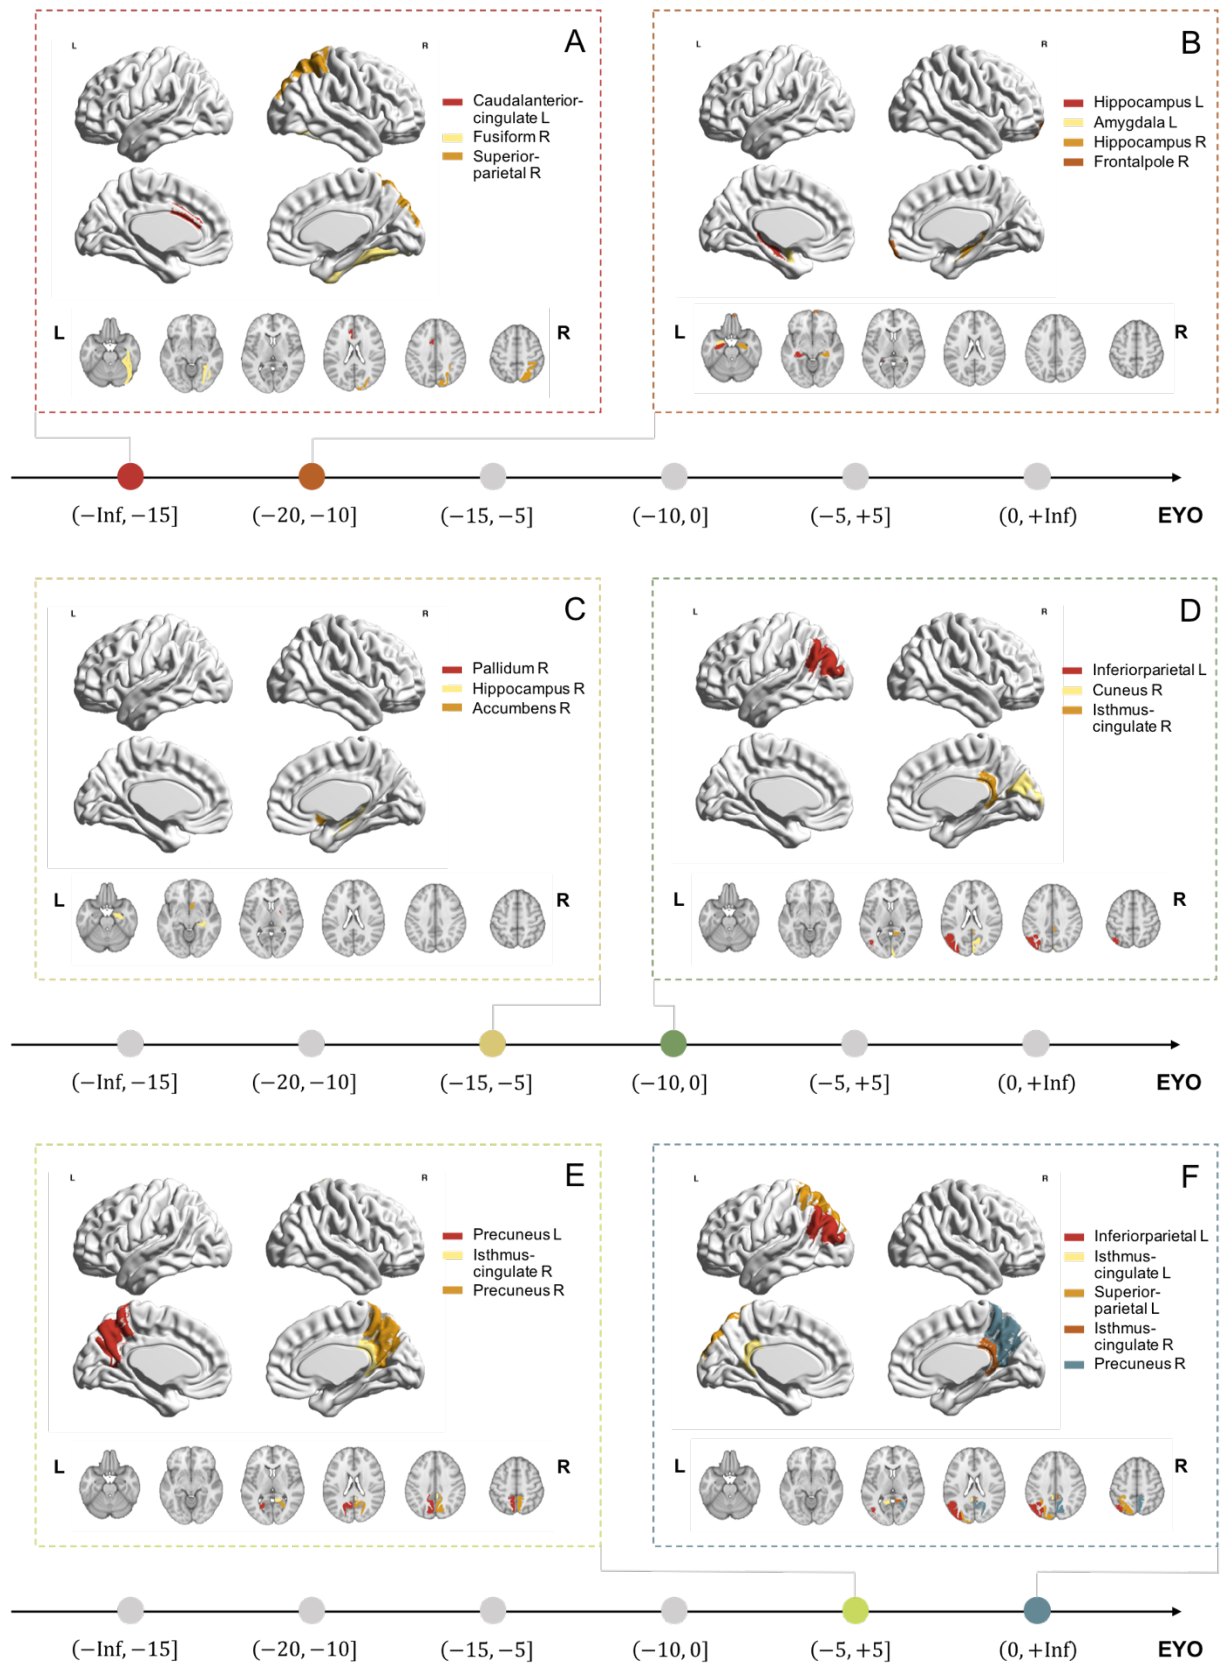 A
L
R
Caudalanterior-
cingulate L
Fusiform R
Superior-
parietal R
L
R
B
L
R
Hippocampus L
Amygdala L
Hippocampus R
Frontalpole R
L
R
(−Inf, −15]
(−20, −10]
(−15, −5]
(−10, 0]
(−5, +5]
(0, +Inf)
EYO
C
L
R
Pallidum R
Hippocampus R
Accumbens R
L
R
D
L
R
Inferiorparietal L
Cuneus R
Isthmus-
cingulate R
L
R
(−Inf, −15]
(−20, −10]
(−15, −5]
(−10, 0]
(−5, +5]
(0, +Inf)
EYO
E
L
R
Precuneus L
Isthmus-
cingulate R
Precuneus R
L
R
F
L
R
Inferiorparietal L
Isthmus-
cingulate L
Superior-
parietal L
Isthmus-
cingulate R
Precuneus R
L
R
(−Inf, −15]
(−20, −10]
(−15, −5]
(−10, 0]
(−5, +5]
(0, +Inf)
EYO